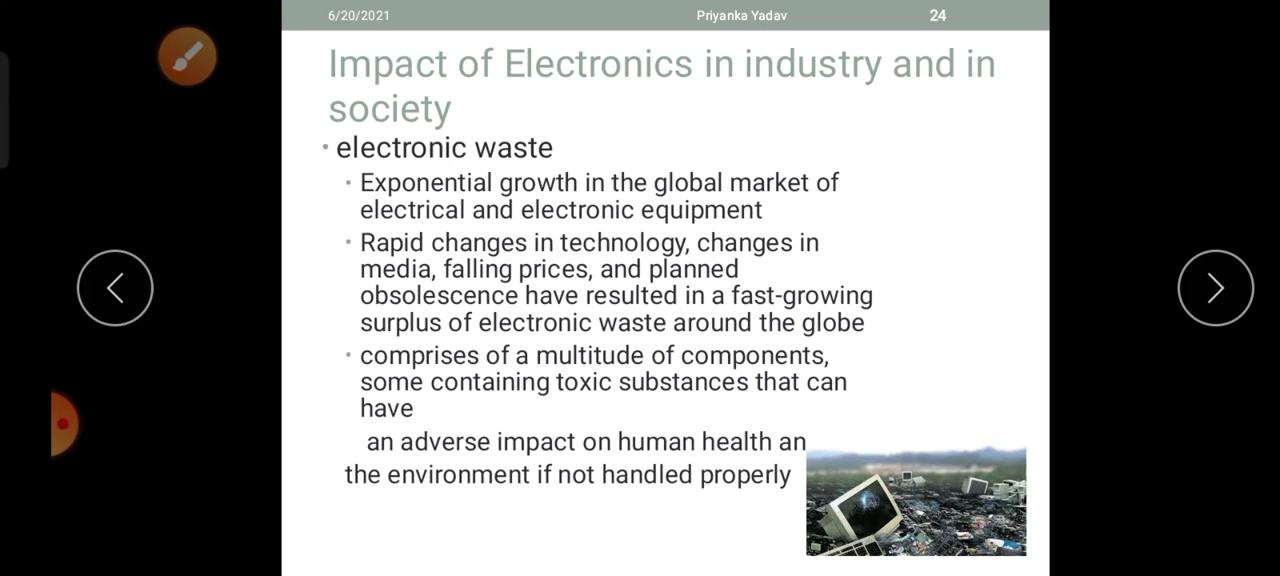 6/20/2021 Priyanka Yadav 24
Impact of Electronics in industry and in
society
• electronic waste
• Exponential growth in the global market of
electrical and electronic equipment
• Rapid changes in technology, changes in
media, falling prices, and planned
obsolescence have resulted in a fast-growing
surplus of electronic waste around the globe
• comprises of a multitude of components,
some containing toxic substances that can
have
an adverse impact on human health an
the environment if not handled properly